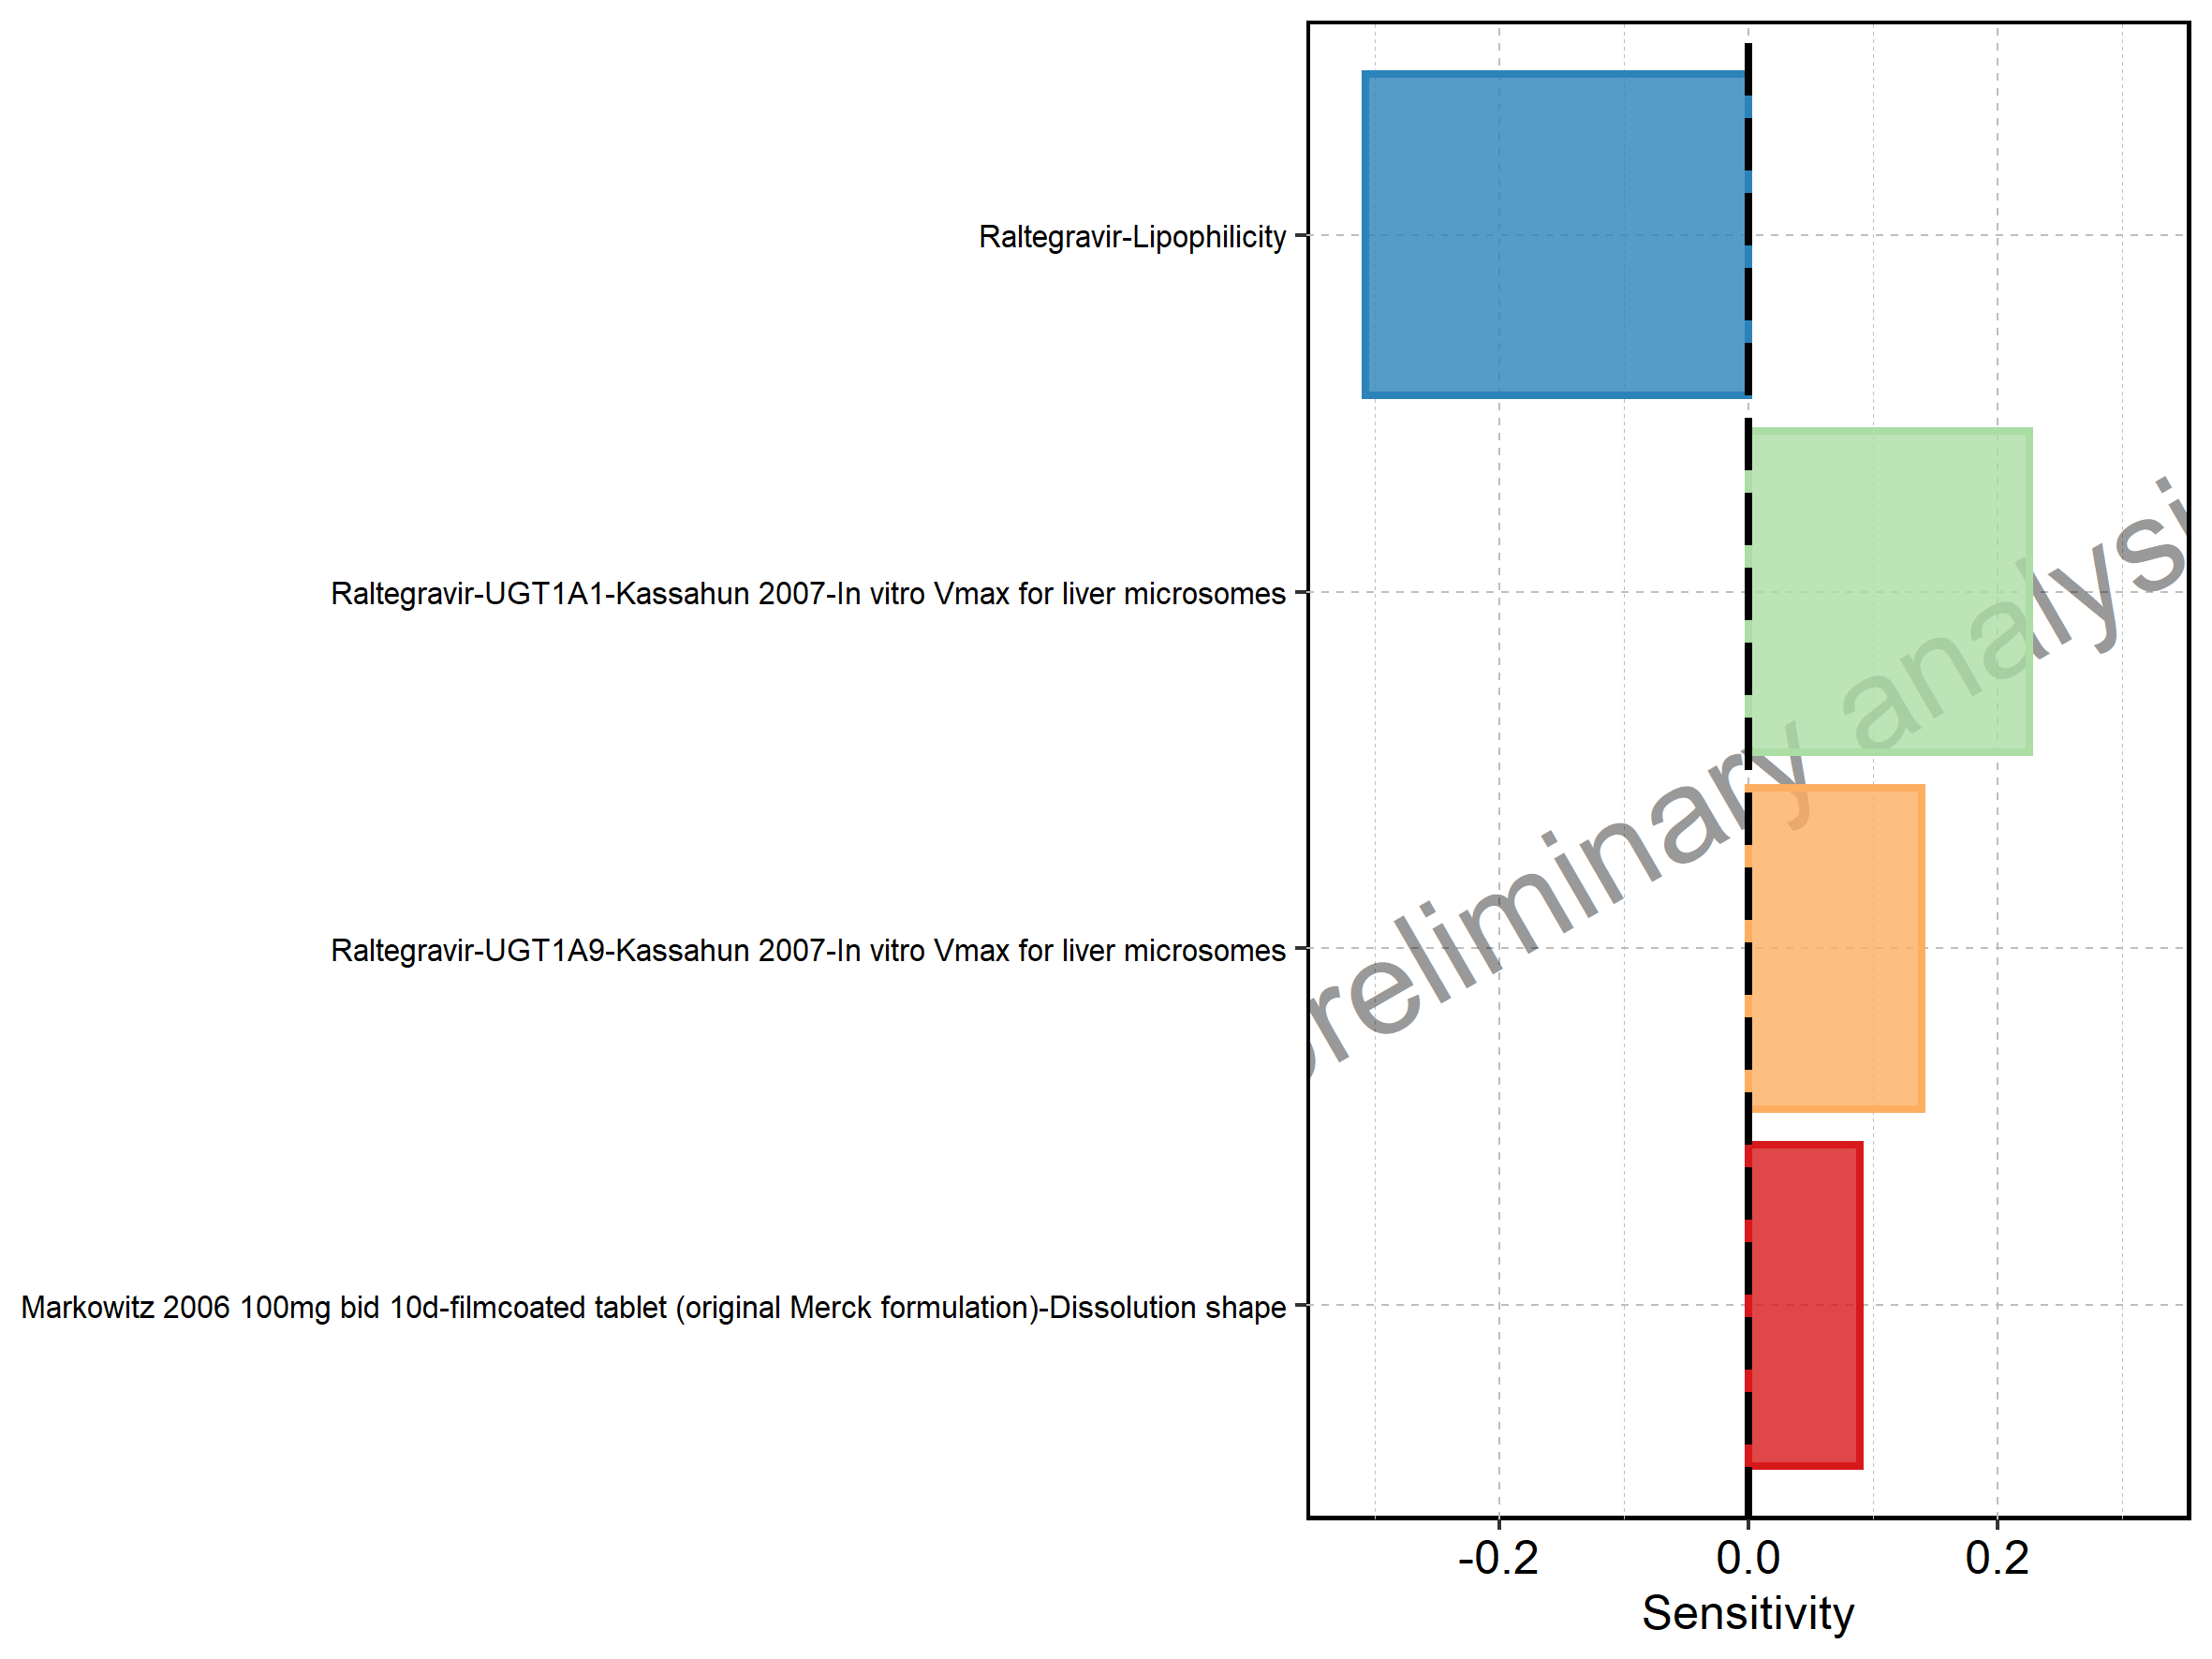 Raltegravir-Lipophilicity
Raltegravir-UGT1A1-Kassahun 2007-In vitro Vmax for liver microsomes
Raltegravir-UGT1A9-Kassahun 2007-In vitro Vmax for liver microsomes
Markowitz 2006 100mg bid 10d-filmcoated tablet (original Merck formulation)-Dissolution shape
preliminary analysi
-0.2 0.0 0.2
Sensitivity